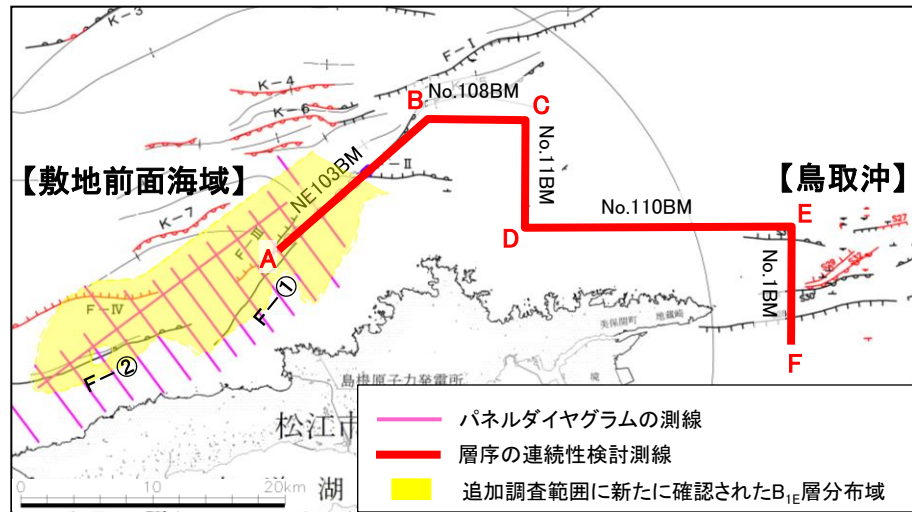 K-3
F-Ⅰ
K-4
K-6
No.108BM
B
C
【敷地前面海域】
NE103BM
F-Ⅱ
No.11BM
【鳥取沖】
K-7
No.110BM
E
S27
D
A
F-Ⅲ
F-①
No.1BM
F-Ⅳ
F-②
F
美保関町 地蔵崎
境
島根原子力発電所
松江市
湖
0
20km
パネルダイヤグラムの測線
層序の連続性検討測線
追加調査範囲に新たに確認されたB1E層分布域